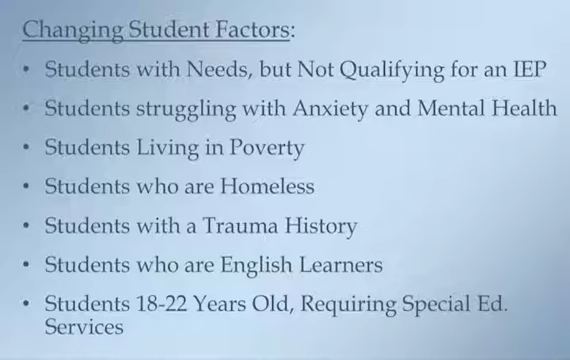 Changing Student Factors:
• Students with Needs, but Not Qualifying for an IEP
• Students struggling with Anxiety and Mental Health
• Students Living in Poverty
• Students who are Homeless
• Students with a Trauma History
• Students who are English Learners
• Students 18-22 Years Old, Requiring Special Ed.
Services